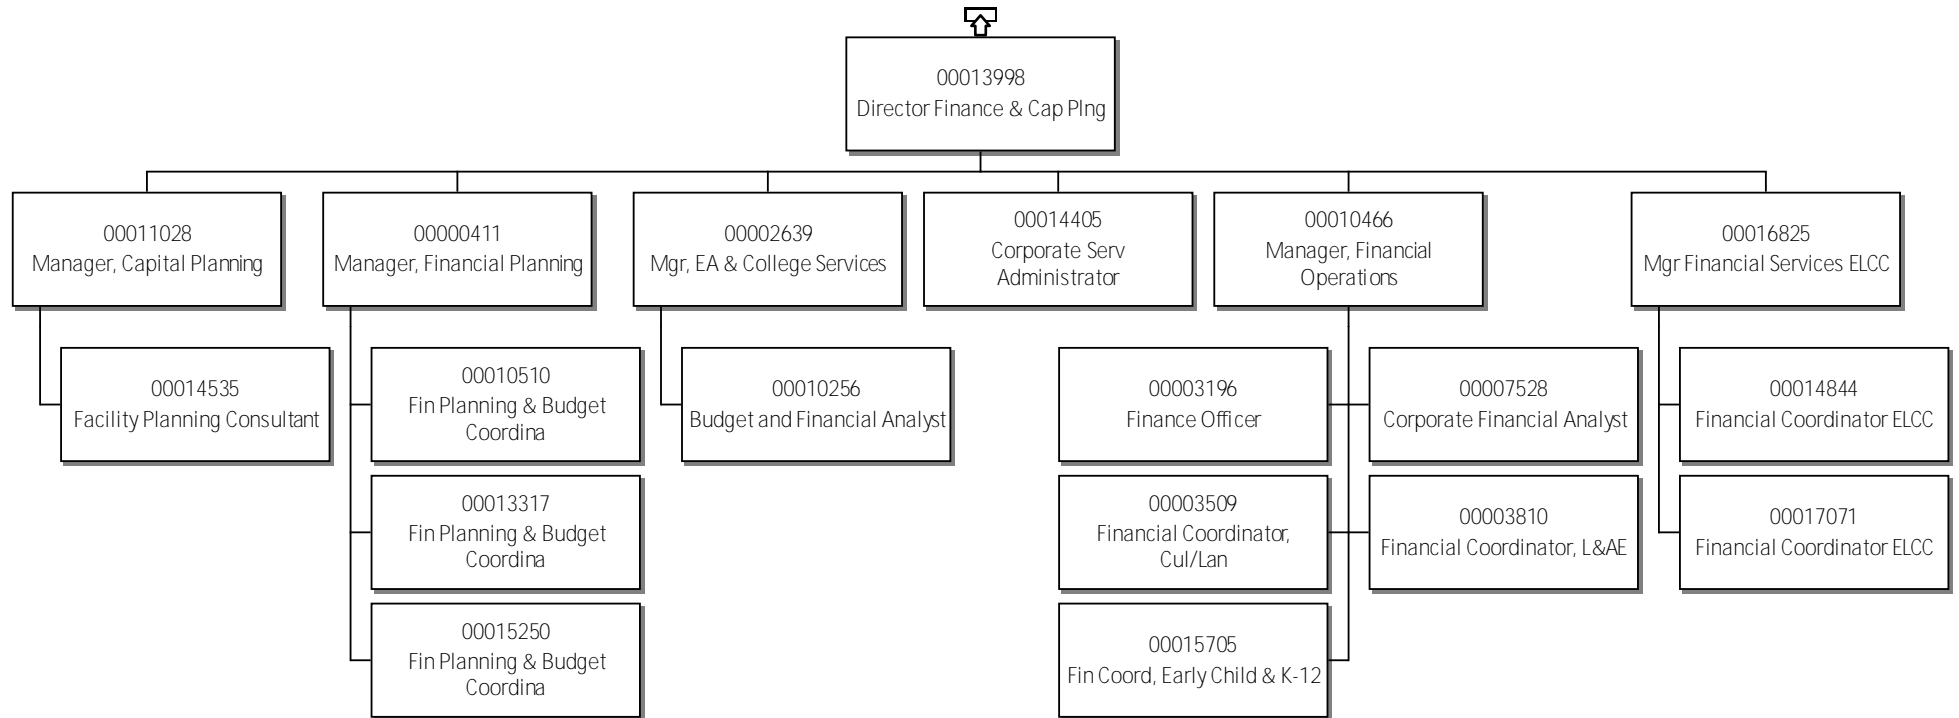 00013998
Director Finance & Cap Plng
00011028
Manager, Capital Planning
00000411
Manager, Financial Planning
00002639
Mgr, EA & College Services
00014405
Corporate Serv
Administrator
00010466
Manager, Financial
Operations
00016825
Mgr Financial Services ELCC
00014535
Facility Planning Consultant
00010510
Fin Planning & Budget
Coordina
00010256
Budget and Financial Analyst
00003196
Finance Officer
00007528
Corporate Financial Analyst
00014844
Financial Coordinator ELCC
00013317
Fin Planning & Budget
Coordina
00003509
Financial Coordinator,
Cul/Lan
00003810
Financial Coordinator, L&AE
00017071
Financial Coordinator ELCC
00015250
Fin Planning & Budget
Coordina
00015705
Fin Coord, Early Child & K-12